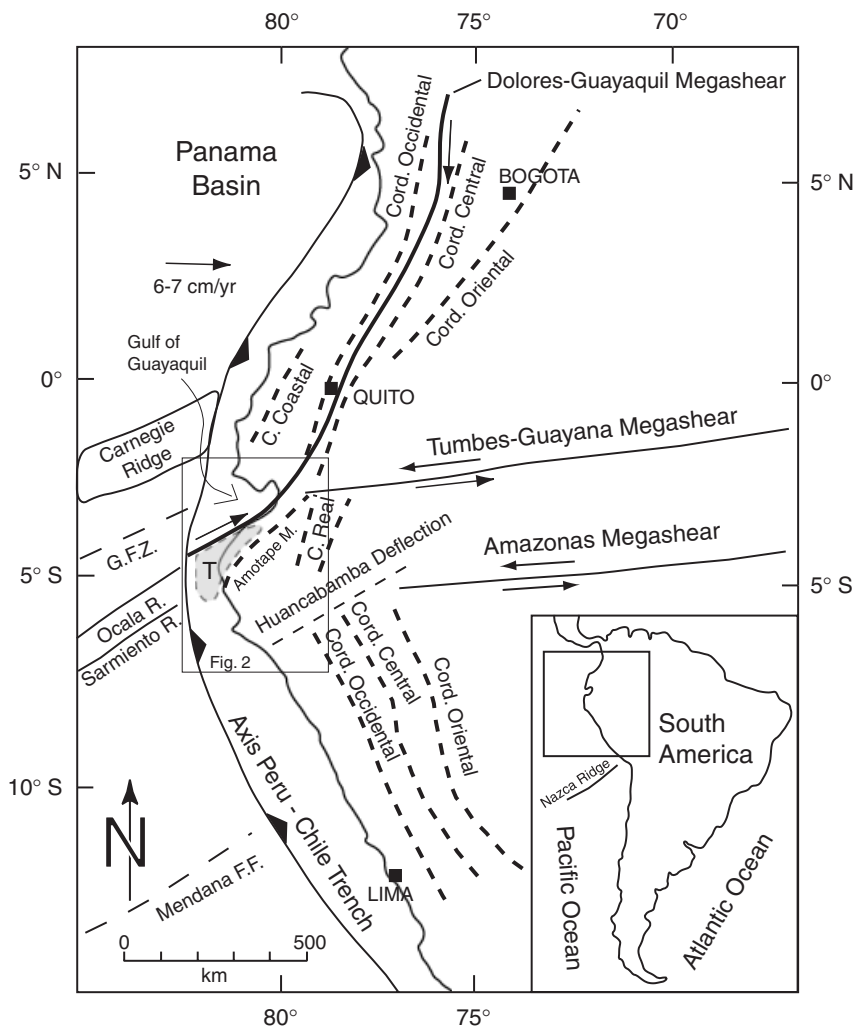 80°
75°
70°
Dolores-Guayaquil Megashear
Panama
Basin
Cord. Occidental
5° N
BOGOTA
5° N
Cord. Central
Cord. Oriental
6-7 cm/yr
Gulf of
Guayaquil
C. Coastal
0°
QUITO
0°
Carnegie
Ridge
Tumbes-Guayana Megashear
C. Real
Amotape M.
G.F.Z.
T
Amazonas Megashear
5° S
5° S
Huancabamba Deflection
Ocala R.
Sarmiento R.
Fig. 2
Cord. Occidental
Cord. Central
Cord. Oriental
South
America
Nazca Ridge
Pacific Ocean
Atlantic Ocean
Axis Peru - Chile Trench
10° S
N
Mendana F.F.
LIMA
0
500
km
80°
75°